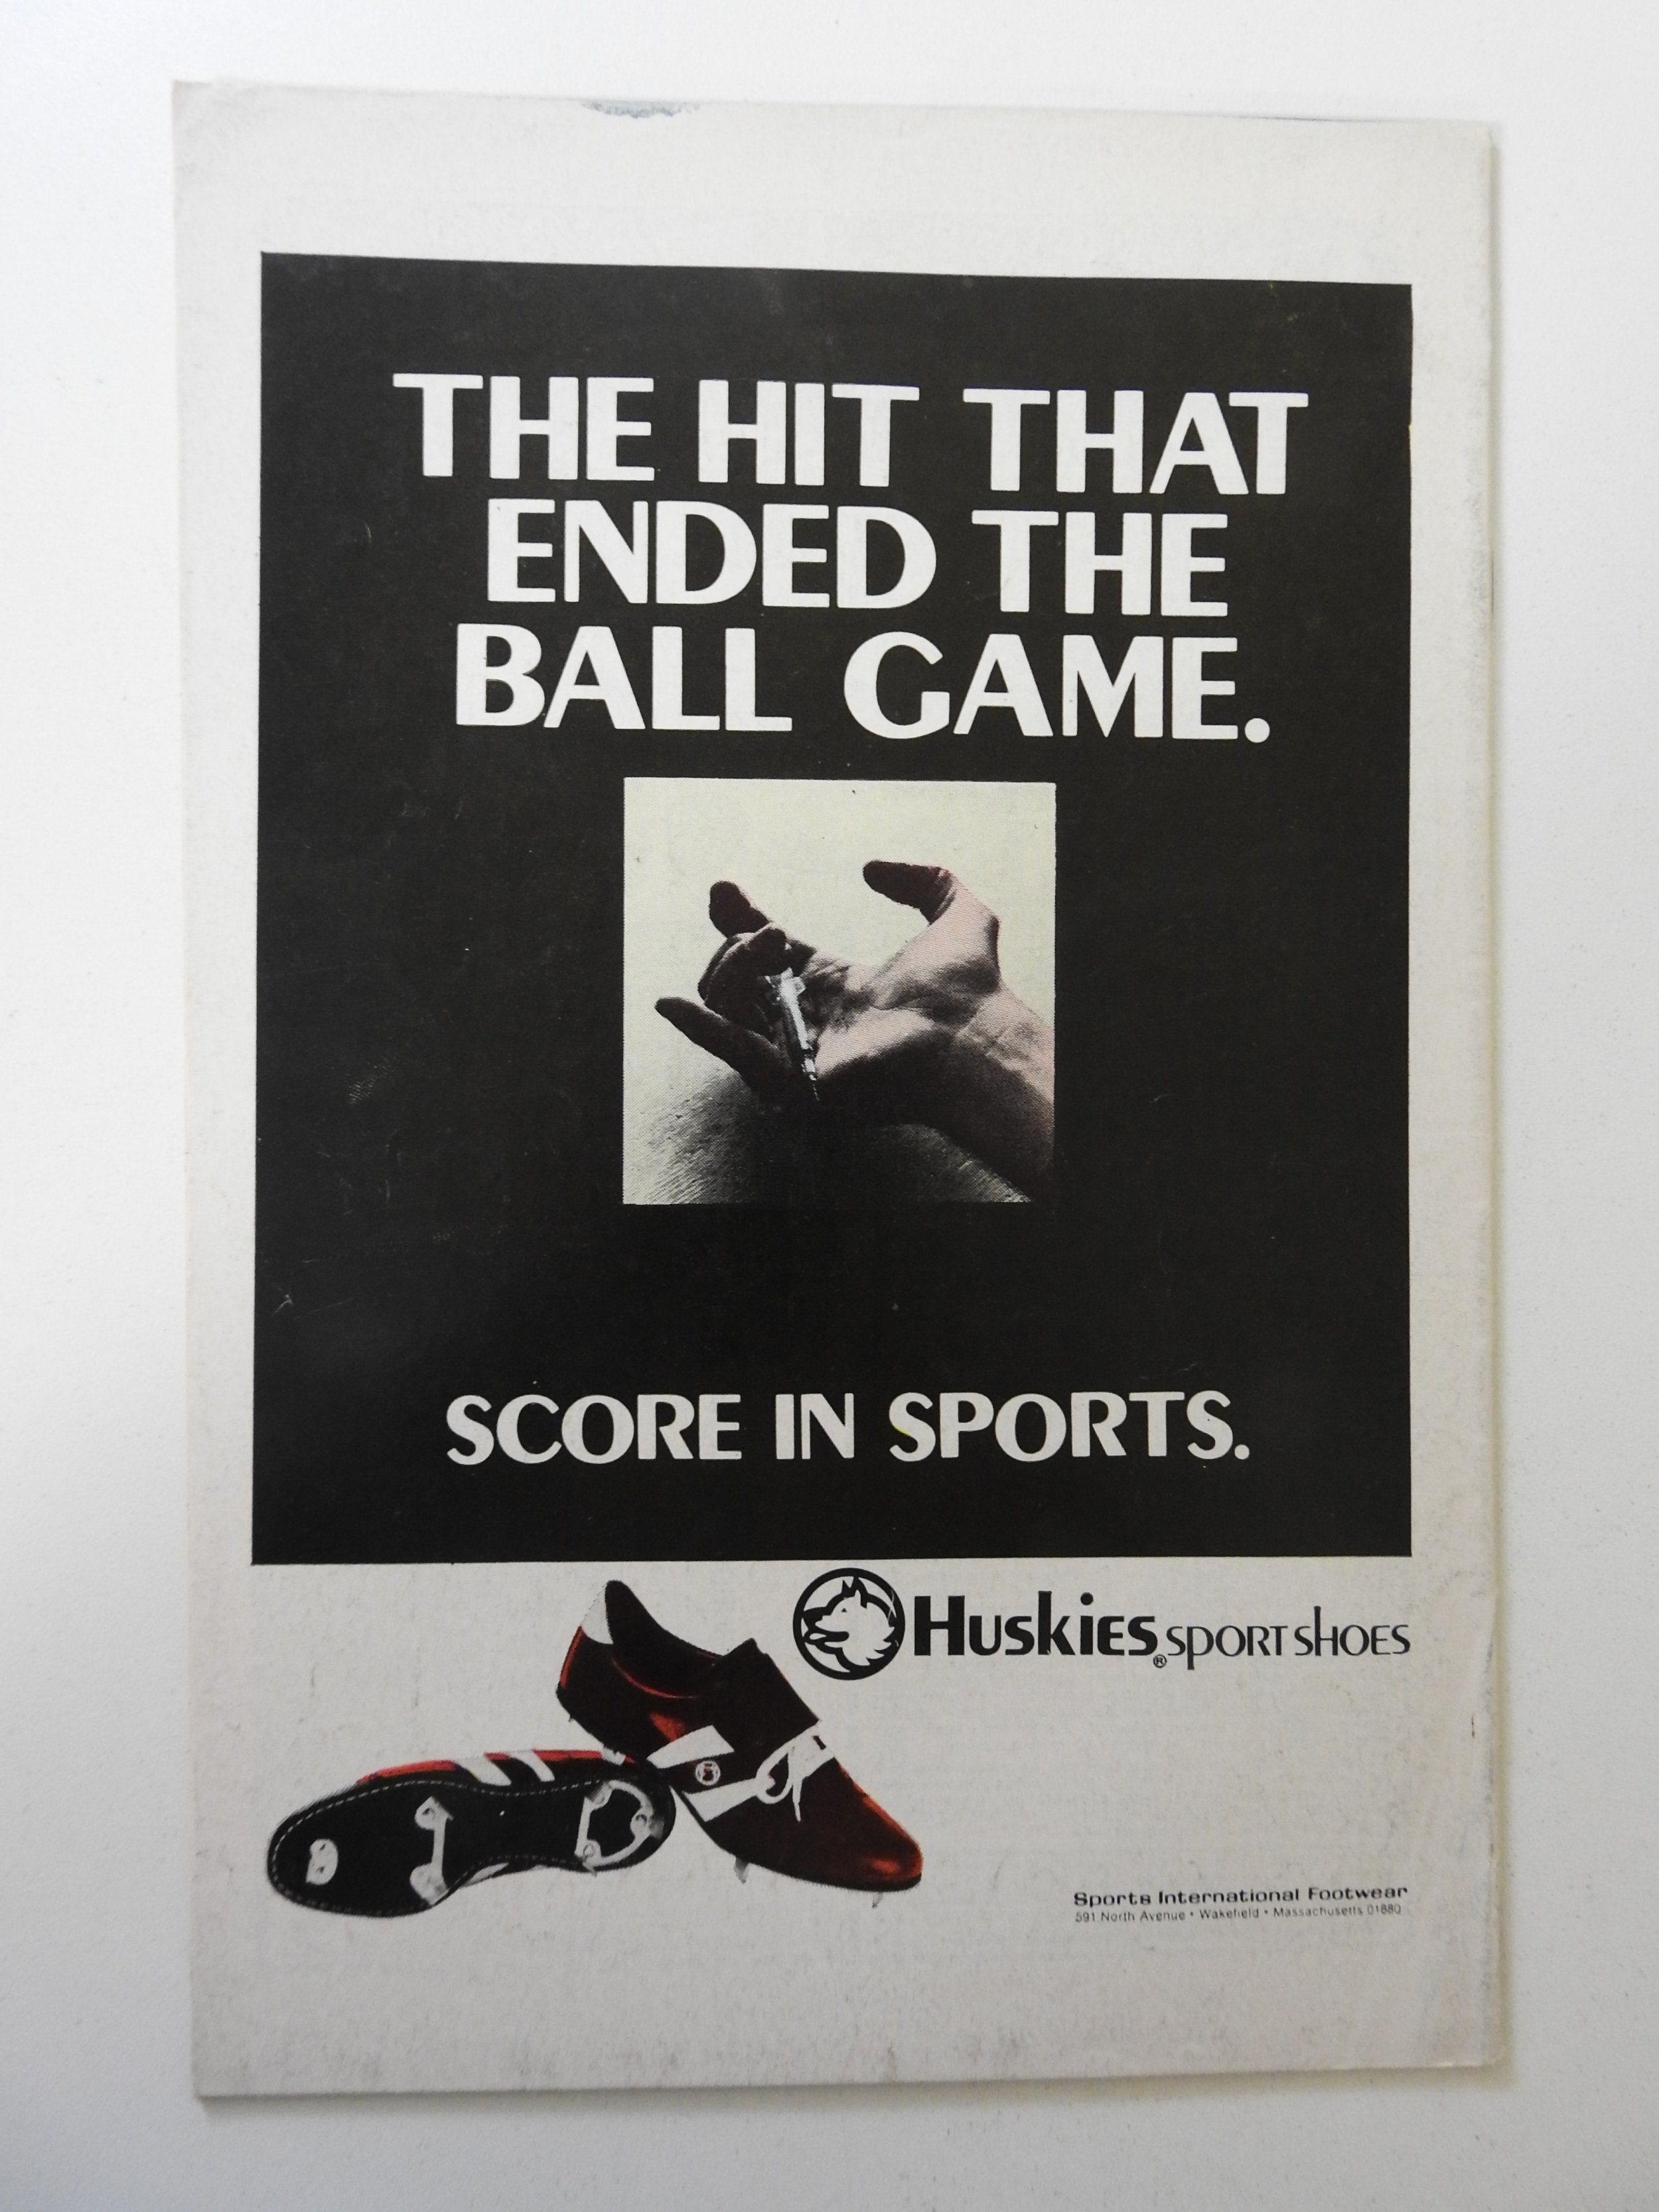 THE HIT THAT
ENDED THE
BALL GAME.
SCORE IN SPORTS.
Huskies® SPORT SHOES
Sports International Footwear
591 North Avenue • Wakefield • Massachusetts 01880